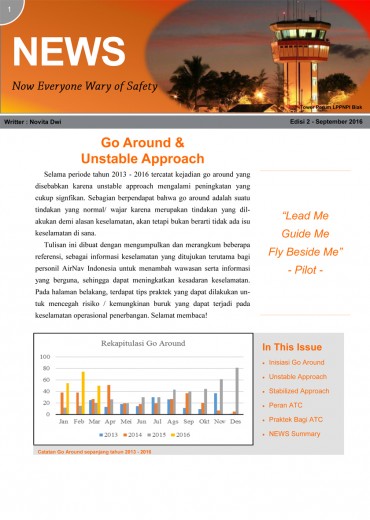 1
NEWS
Now Everyone Wary of Safety
Tower Perum LPPNPI Biak
Writter : Novita Dwi
Edisi 2 - September 2016
Go Around &
Unstable Approach
Selama periode tahun 2013 - 2016 tercatat kejadian go around yang
disebabkan karena unstable approach mengalami peningkatan yang
cukup signfikan. Sebagian berpendapat bahwa go around adalah suatu
tindakan yang normal/ wajar karena merupakan tindakan yang dil-
akukan demi alasan keselamatan, akan tetapi bukan berarti tidak ada isu
keselamatan di sana.
Tulisan ini dibuat dengan mengumpulkan dan merangkum beberapa
referensi, sebagai informasi keselamatan yang ditujukan terutama bagi
personil AirNav Indonesia untuk menambah wawasan serta informasi
yang berguna, sehingga dapat meningkatkan kesadaran keselamatan.
Pada halaman belakang, terdapat tips praktek yang dapat dilakukan un-
tuk mencegah risiko / kemungkinan buruk yang dapat terjadi pada
keselamatan operasional penerbangan. Selamat membaca!
“Lead Me
Guide Me
Fly Beside Me”
- Pilot -
Rekapitulasi Go Around
100
80
60
40
20
0
Jan Feb Mar Apr Mei Jun Jul Ags Sep Okt Nov Des
2013 2014 2015 2016
Catatan Go Around sepanjang tahun 2013 - 2016
In This Issue
• Inisiasi Go Around
• Unstable Approach
• Stabilized Approach
• Peran ATC
• Praktek Bagi ATC
• NEWS Summary